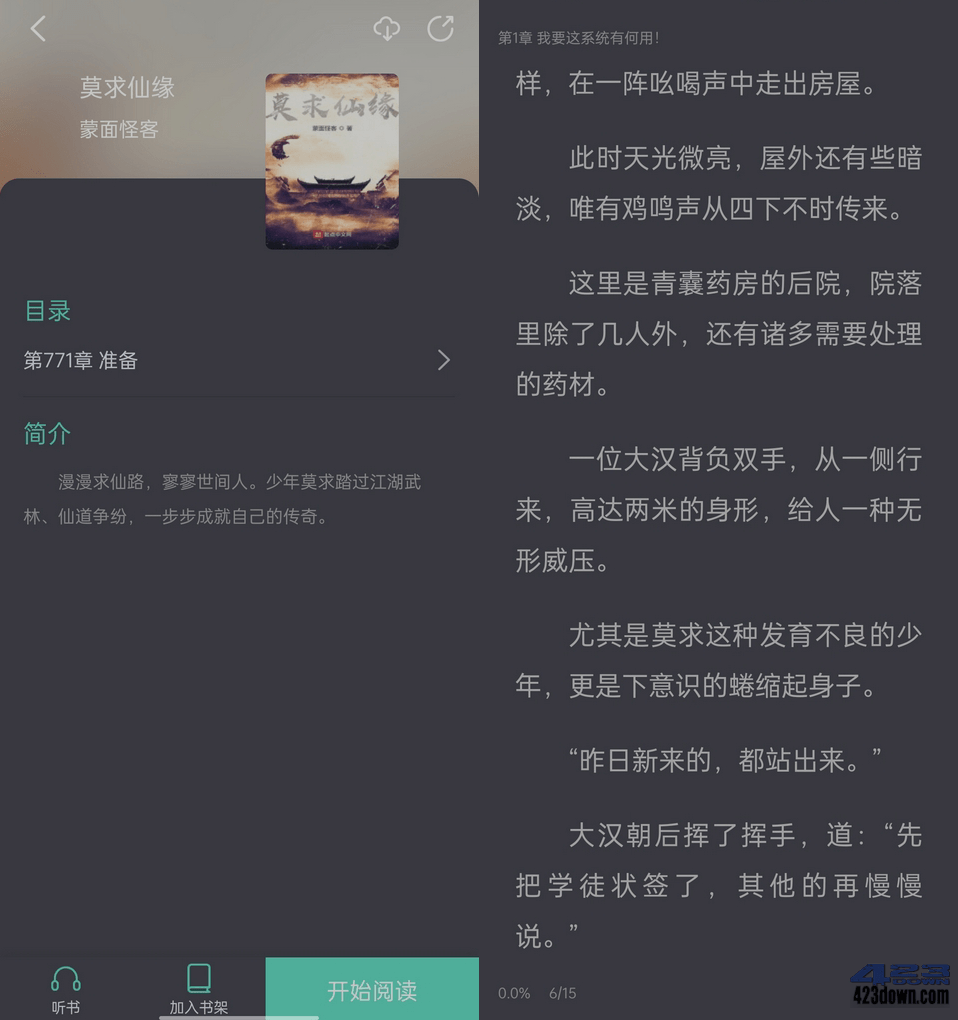 莫求仙缘
蒙面怪客
莫求仙缘
蒙面怪客 ◎ 著
起点中文网
目录
第771章 准备
简介
漫漫求仙路，寥寥世间人。少年莫求踏过江湖武
林、仙道争纷，一步步成就自己的传奇。
听书
加入书架
开始阅读
第1章 我要这系统有何用！
样，在一阵吆喝声中走出房屋。
此时天光微亮，屋外还有些暗
淡，唯有鸡鸣声从四下不时传来。
这里是青囊药房的后院，院落
里除了几人外，还有诸多需要处理
的药材。
一位大汉背负双手，从一侧行
来，高达两米的身形，给人一种无
形威压。
尤其是莫求这种发育不良的少
年，更是下意识的蜷缩起身子。
“昨日新来的，都站出来。”
大汉朝后挥了挥手，道：“先
把学徒状签了，其他的再慢慢
说。”
0.0% 6/15
423down.com